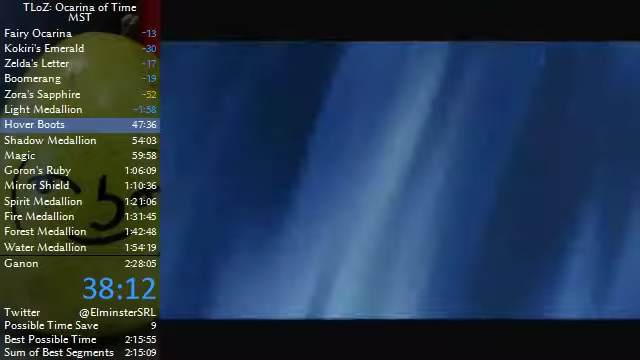 TLoZ: Ocarina of Time
MST
Fairy Ocarina -13
Kokiri's Emerald -30
Zelda's Letter -17
Boomerang -19
Zora's Sapphire -52
Light Medallion -1:58
Hover Boots 47:36
Shadow Medallion 54:03
Magic 59:58
Goron's Ruby 1:06:09
Mirror Shield 1:10:36
Spirit Medallion 1:21:06
Fire Medallion 1:31:45
Forest Medallion 1:42:48
Water Medallion 1:54:19
Ganon 2:28:05
38:12
Twitter @ElminsterSRL
Possible Time Save 9
Best Possible Time 2:15:55
Sum of Best Segments 2:15:09